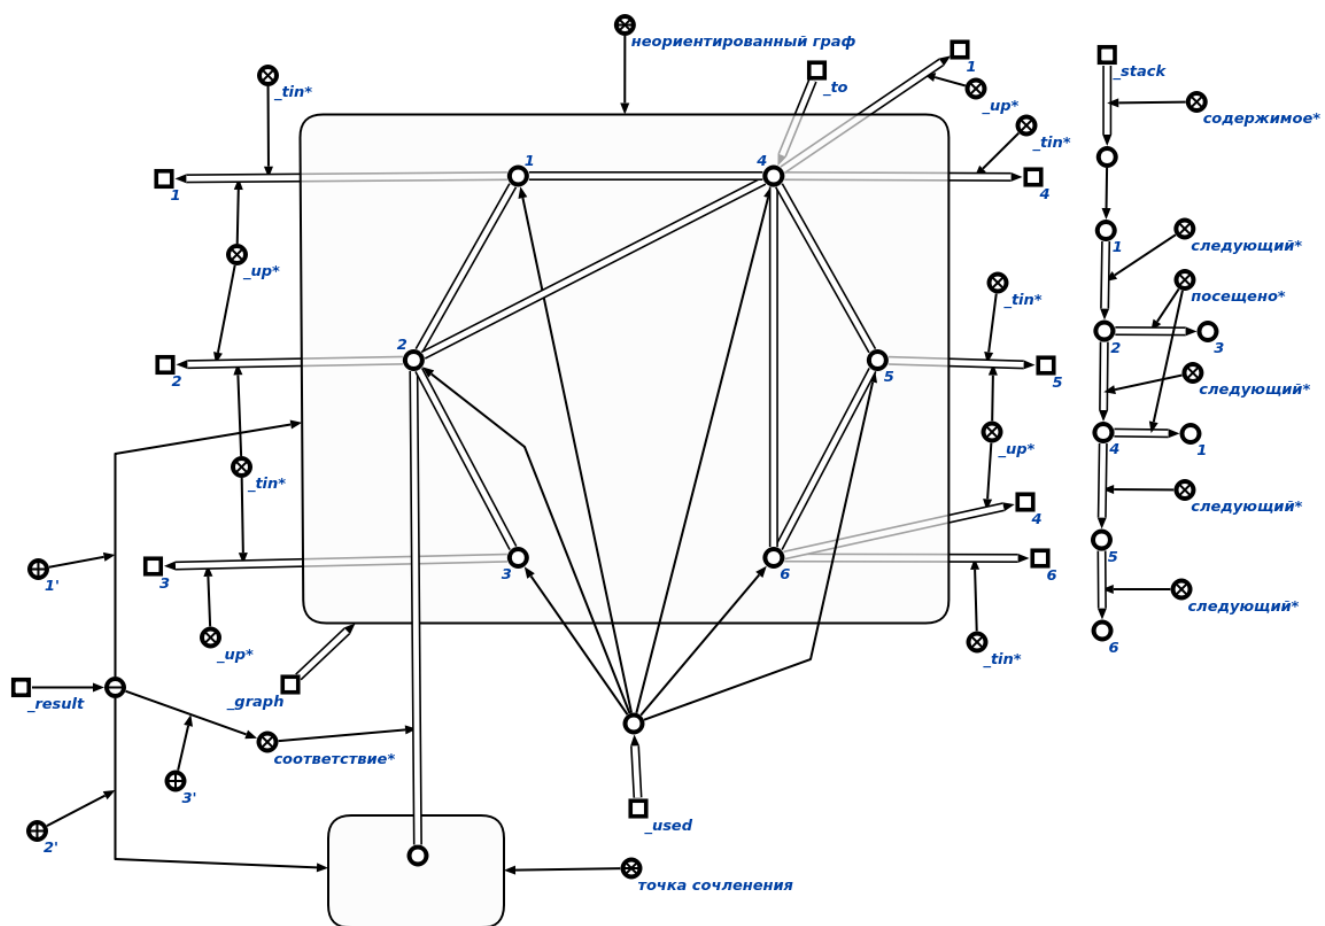 неориентированный граф
_tin*
_to
1
_up*
_tin*
_stack
содержимое*
1
1
4
4
_up*
1
следующий*
_tin*
посещено*
2
2
5
5
2
3
следующий*
_up*
4
1
_tin*
4
следующий*
3
3
6
6
5
1'
_up*
_tin*
следующий*
6
_graph
_result
соответствие*
3'
2'
_used
точка сочленения